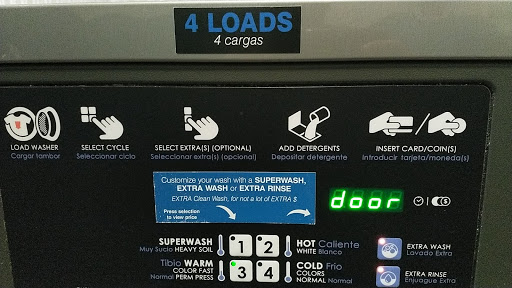 4 LOADS
4 cargas
LOAD WASHER
Cargar tambor
SELECT CYCLE
Seleccionar ciclo
SELECT EXTRA(S) (OPTIONAL)
Seleccionar extra(s) (opcional)
ADD DETERGENTS
Depositar detergente
INSERT CARD/COIN(S)
Introducir tarjeta/moneda(s)
Customize your wash with a SUPERWASH,
EXTRA WASH or EXTRA RINSE
EXTRA Clean Wash, for not a lot of EXTRA $
Press selection
to view price
door
SUPERWASH
Muy Sucio HEAVY SOIL
1 2
HOT Caliente
WHITE Blanco
EXTRA WASH
Lavado Extra
Tibio WARM
COLOR FAST
Normal PERM PRESS
3 4
COLD Frio
COLORS
NORMAL Normal
EXTRA RINSE
Enjuague Extra